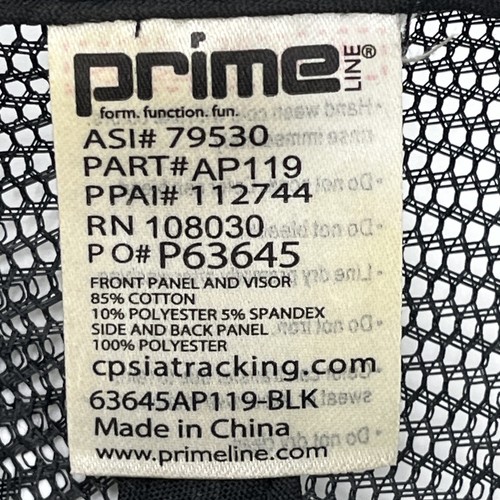 prime LINE®
form. function. fun.
ASI# 79530
PART# AP119
PPAI# 112744
RN 108030
PO# P63645
FRONT PANEL AND VISOR
85% COTTON
10% POLYESTER 5% SPANDEX
SIDE AND BACK PANEL
100% POLYESTER
cpsiatracking.com
63645AP119-BLK
Made in China
www.primeline.com